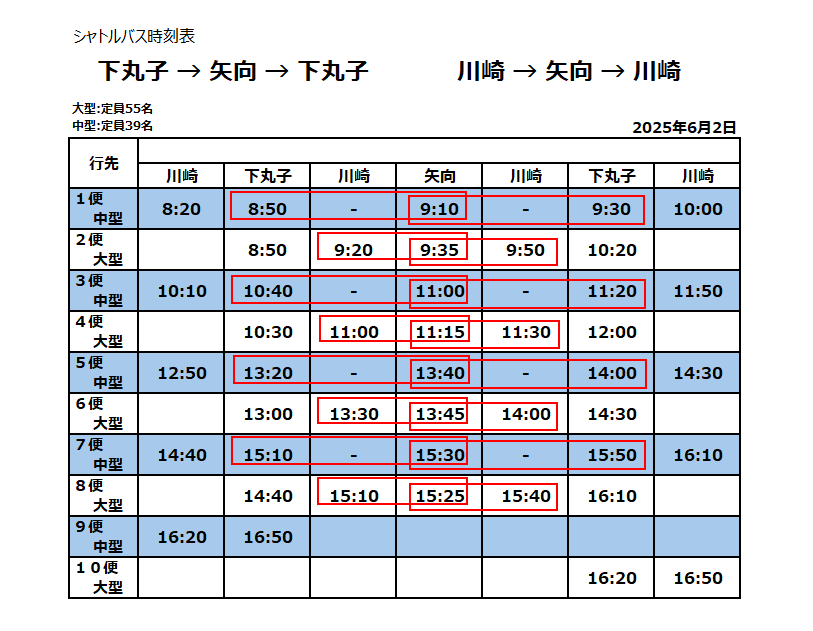 シャトルバス時刻表
下丸子 → 矢向 → 下丸子 川崎 → 矢向 → 川崎
大型:定員55名
中型:定員39名
2025年6月2日
行先
川崎 下丸子 川崎 矢向 川崎 下丸子 川崎
1便
中型 8:20 8:50 - 9:10 - 9:30 10:00
2便
大型 8:50 9:20 9:35 9:50 10:20
3便
中型 10:10 10:40 - 11:00 - 11:20 11:50
4便
大型 10:30 11:00 11:15 11:30 12:00
5便
中型 12:50 13:20 - 13:40 - 14:00 14:30
6便
大型 13:00 13:30 13:45 14:00 14:30
7便
中型 14:40 15:10 - 15:30 - 15:50 16:10
8便
大型 14:40 15:10 15:25 15:40 16:10
9便
中型 16:20 16:50
10便
大型 16:20 16:50